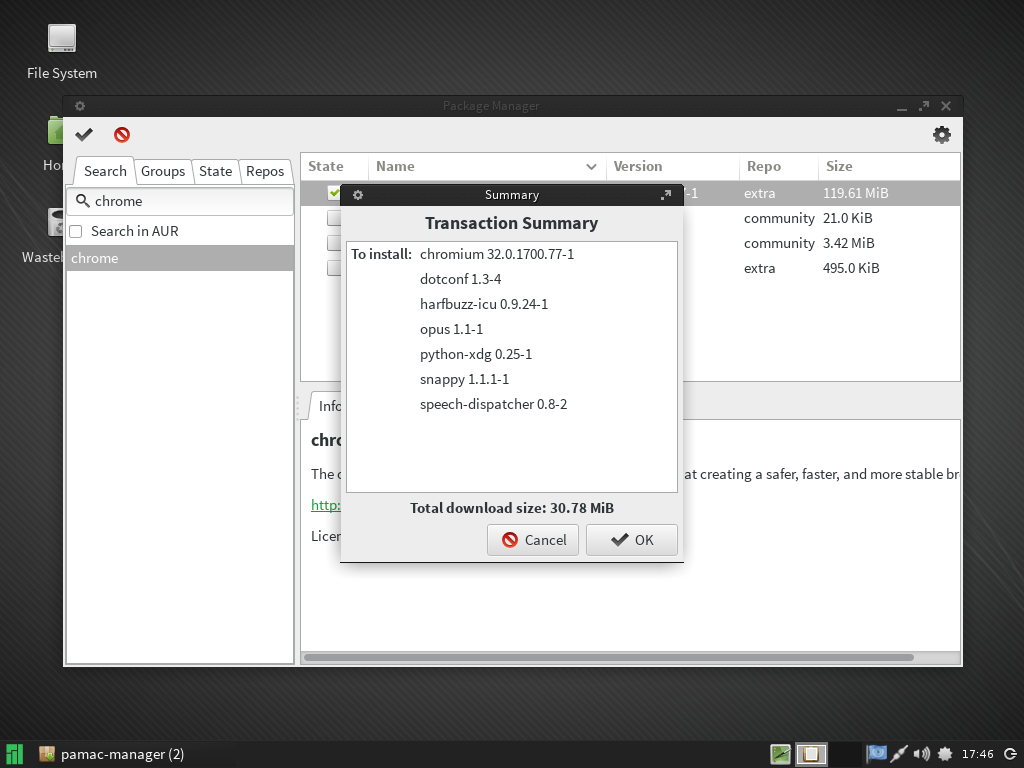 File System
Package Manager
Search Groups State Repos
chrome
Search in AUR
chrome
State Name Version Repo Size
-1 extra 119.61 MiB
community 21.0 KiB
community 3.42 MiB
extra 495.0 KiB
Summary
Transaction Summary
To install: chromium 32.0.1700.77-1
dotconf 1.3-4
harfbuzz-icu 0.9.24-1
opus 1.1-1
python-xdg 0.25-1
snappy 1.1.1-1
speech-dispatcher 0.8-2
Total download size: 30.78 MiB
Cancel OK
Info
chro
The at creating a safer, faster, and more stable br
http:
Licen
Ho
Waste
pamac-manager (2)
17:46